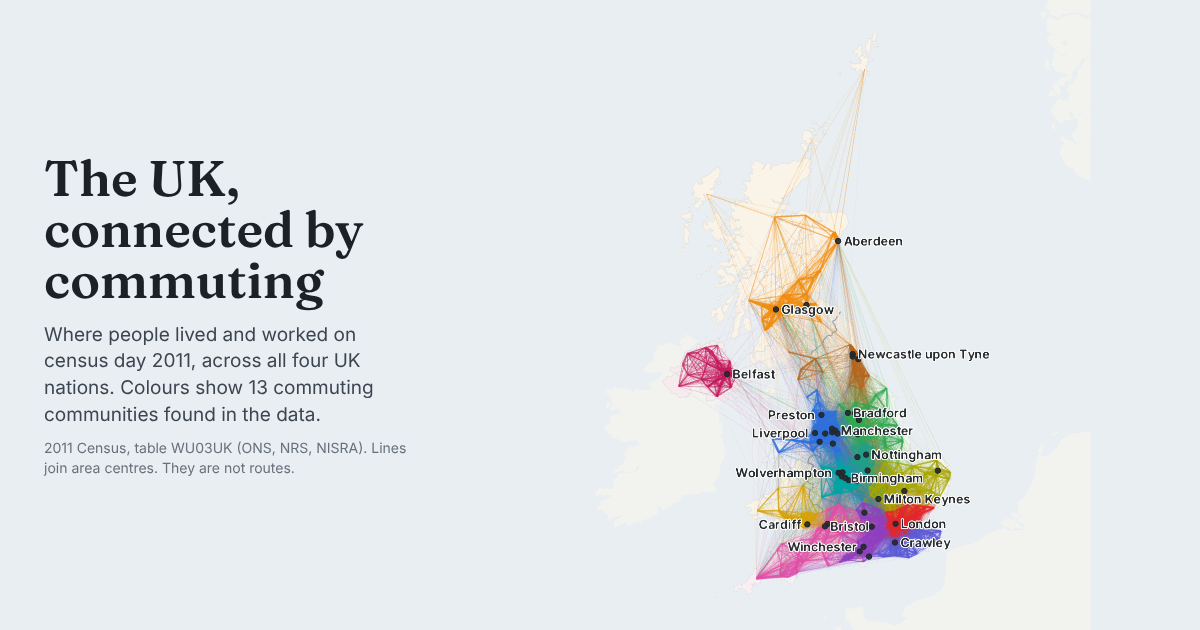 The UK,
connected by
commuting
Where people lived and worked on
census day 2011, across all four UK
nations. Colours show 13 commuting
communities found in the data.
2011 Census, table WU03UK (ONS, NRS, NISRA). Lines
join area centres. They are not routes.
Aberdeen
Glasgow
Newcastle upon Tyne
Belfast
Preston
Bradford
Liverpool
Manchester
Nottingham
Wolverhampton
Birmingham
Milton Keynes
Cardiff
Bristol
London
Winchester
Crawley